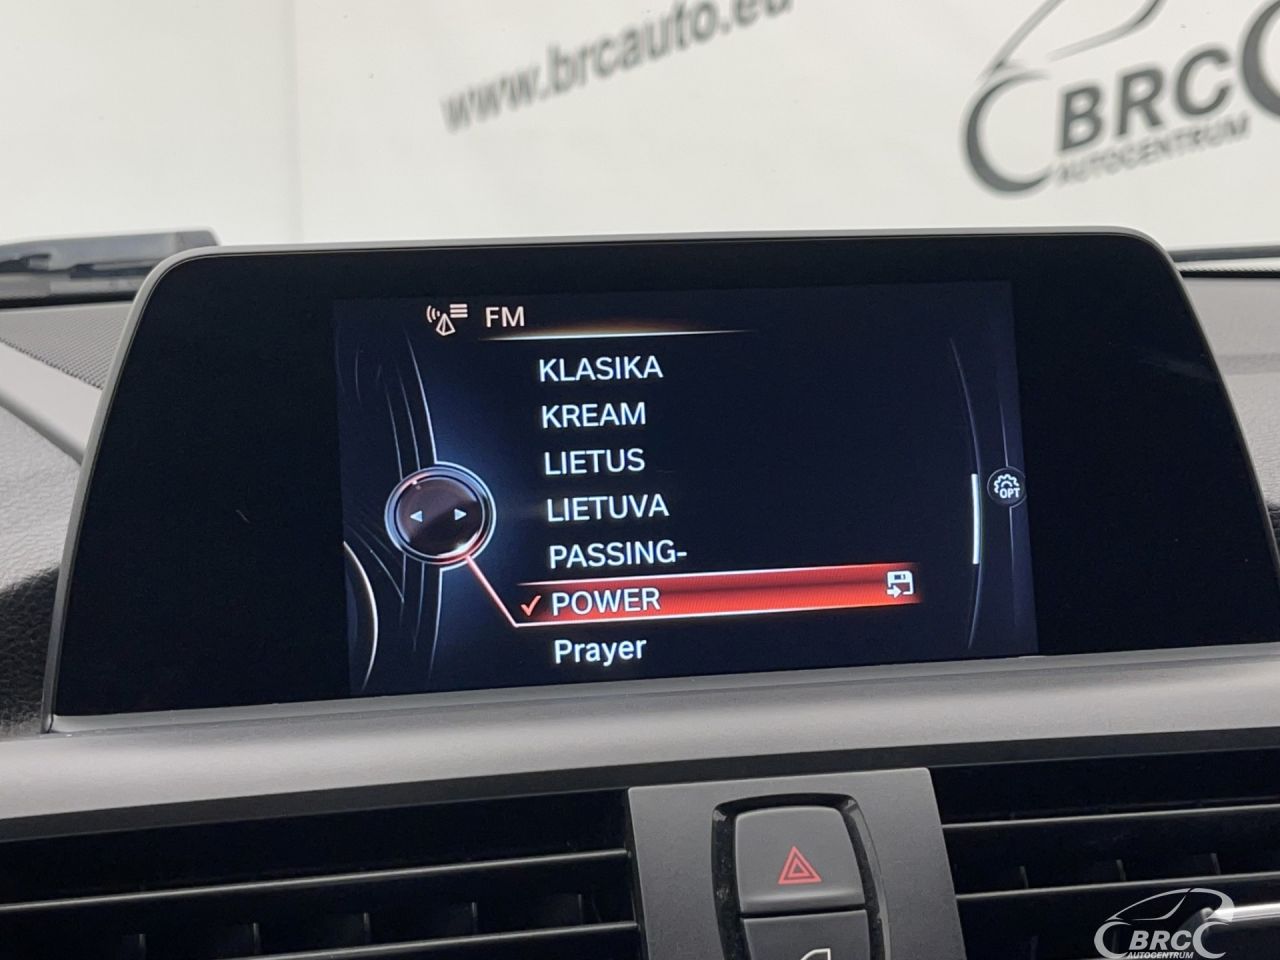 www.brcauto.eu
BRC
AUTOCENTRUM
FM
KLASIKA
KREAM
LIETUS
LIETUVA
PASSING-
POWER
Prayer
OPT
BRC
AUTOCENTRUM